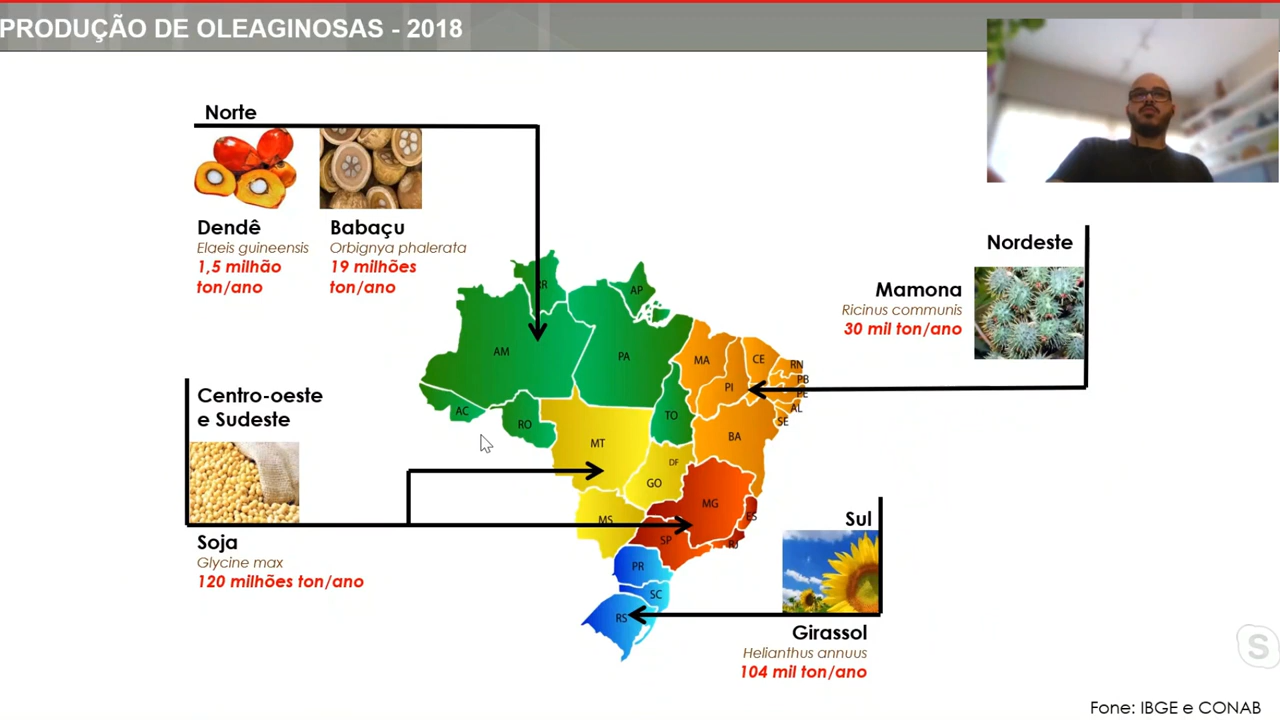 PRODUÇÃO DE OLEAGINOSAS - 2018
Norte
Dendê
Elaeis guineensis
1,5 milhão
ton/ano
Babaçu
Orbignya phalerata
19 milhões
ton/ano
Nordeste
Mamona
Ricinus communis
30 mil ton/ano
Centro-oeste
e Sudeste
Soja
Glycine max
120 milhões ton/ano
Sul
Girassol
Helianthus annuus
104 mil ton/ano
RR
AP
AM
PA
MA
CE
RN
PB
PE
PI
AL
SE
AC
RO
TO
BA
MT
DF
GO
MG
ES
MS
SP
RJ
PR
SC
RS
S
Fone: IBGE e CONAB